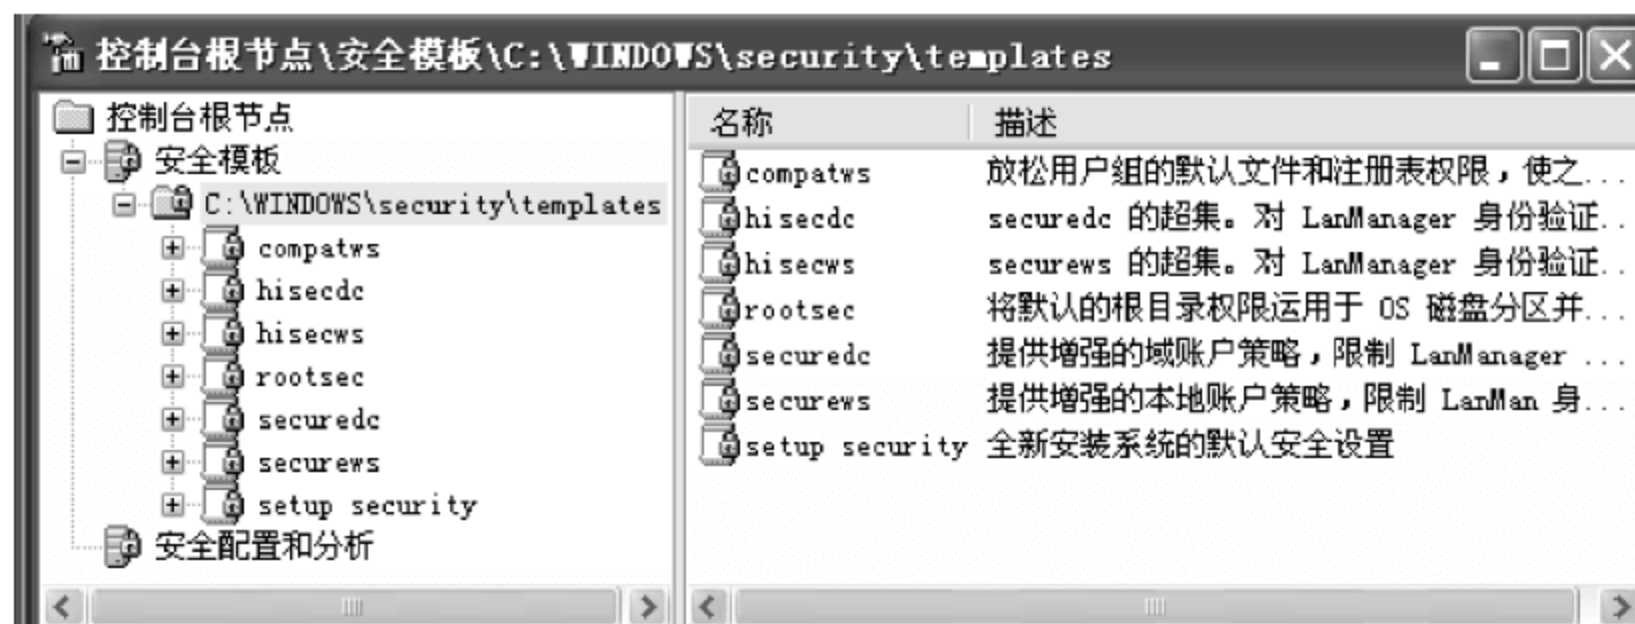 控制台根节点\安全模板\C:\WINDOWS\security\templates
控制台根节点
安全模板
C:\WINDOWS\security\templates
compatws
hisecdc
hisecws
rootsec
securedc
securews
setup security
安全配置和分析
名称 描述
compatws 放松用户组的默认文件和注册表权限，使之...
hisecdc securedc 的超集。对 LanManager 身份验证...
hisecws securews 的超集。对 LanManager 身份验证...
rootsec 将默认的根目录权限运用于 OS 磁盘分区并...
securedc 提供增强的域账户策略，限制 LanManager ...
securews 提供增强的本地账户策略，限制 LanMan 身...
setup security 全新安装系统的默认安全设置